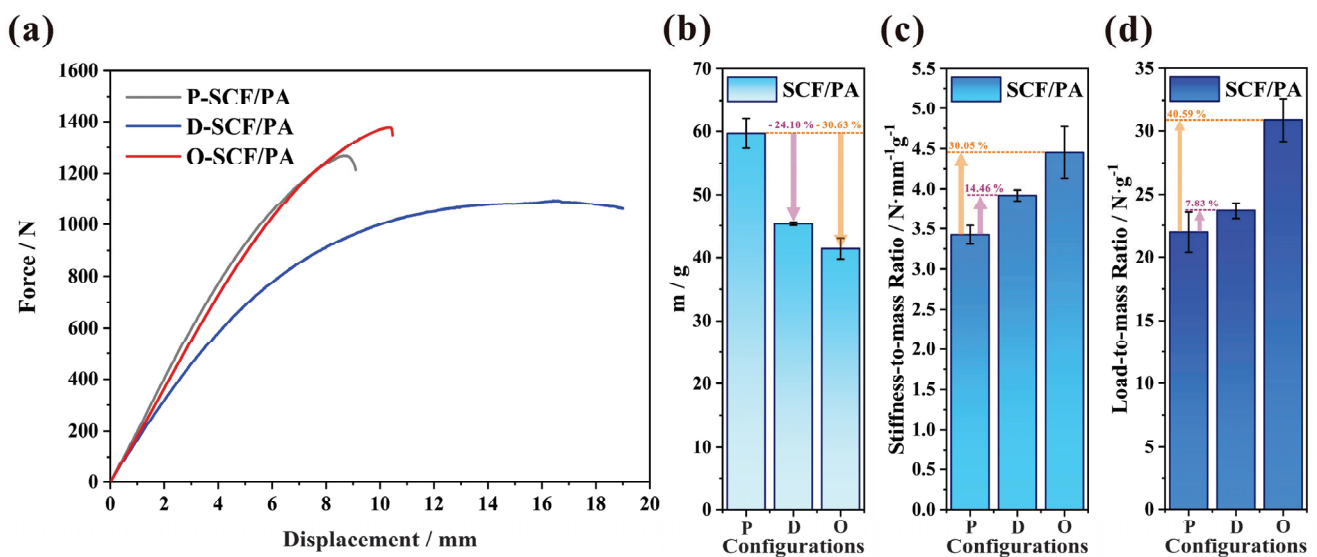 (a)
1600
1400
1200
1000
800
600
400
200
0
Force / N
P-SCF/PA
D-SCF/PA
O-SCF/PA
0 2 4 6 8 10 12 14 16 18 20
Displacement / mm
(b)
70
60
50
40
30
20
10
0
m / g
SCF/PA
- 24.10 % - 30.63 %
P D O
Configurations
(c)
5.5
5.0
4.5
4.0
3.5
3.0
2.5
2.0
1.5
1.0
0.5
0.0
Stiffness-to-mass Ratio / N·mm⁻¹g⁻¹
SCF/PA
30.05 %
14.46 %
P D O
Configurations
(d)
35
30
25
20
15
10
5
0
Load-to-mass Ratio / N·g⁻¹
SCF/PA
40.59 %
7.83 %
P D O
Configurations